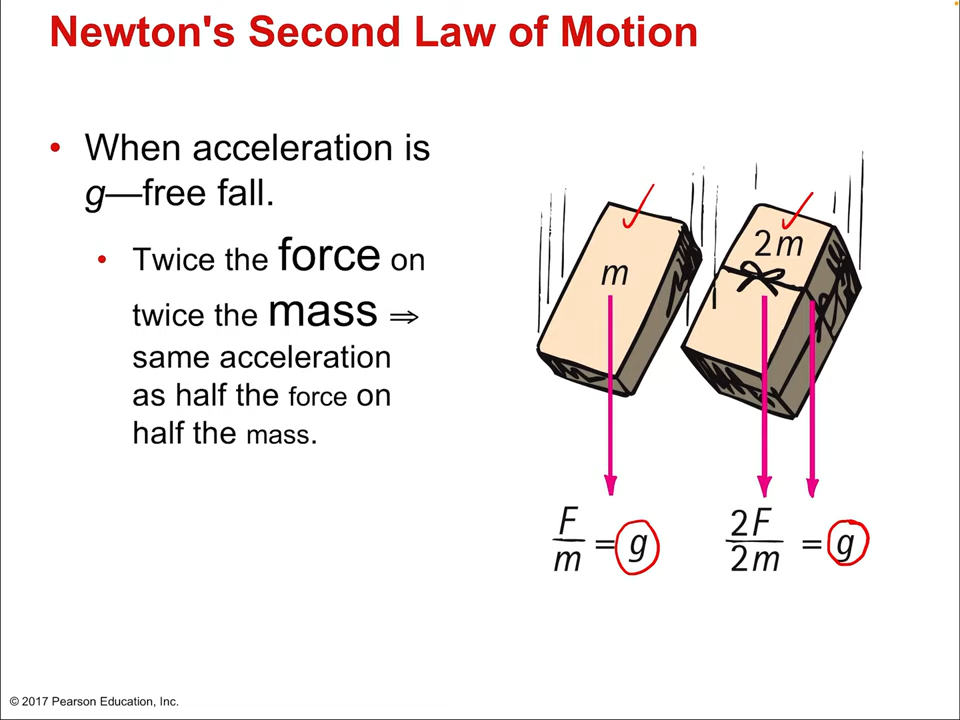 Newton's Second Law of Motion
• When acceleration is
g—free fall.
• Twice the force on
twice the mass ⇒
same acceleration
as half the force on
half the mass.
m
2m
F/m = g
2F/2m = g
© 2017 Pearson Education, Inc.